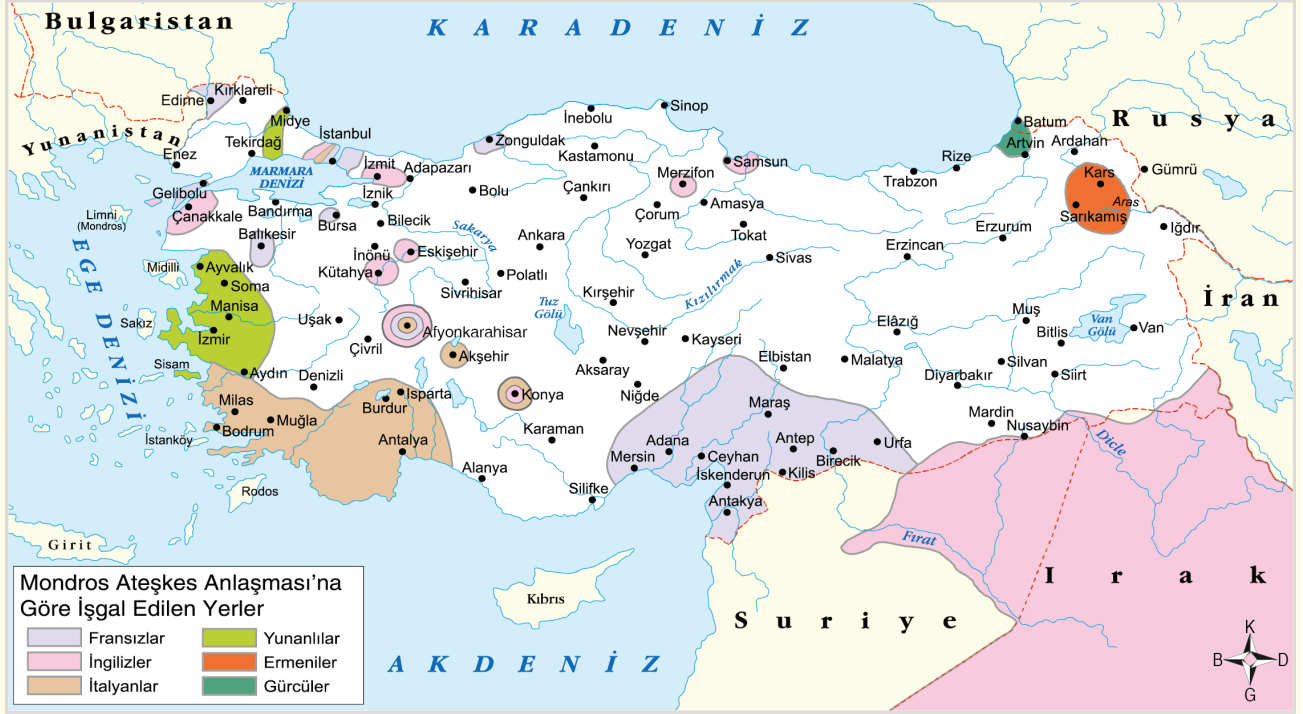 Bulgaristan
KARADENİZ
Kırklareli
Edirne
Midye
Sinop
İnebolu
Batum
Rusya
Yunanistan
İstanbul
Zonguldak
Tekirdağ
Kastamonu
Artvin
Ardahan
Enez
MARMARA
DENİZİ
İzmit
Adapazarı
Samsun
Rize
Gümrü
Merzifon
Trabzon
Kars
Gelibolu
İznik
Bolu
Çankırı
Limni
(Mondros)
Çanakkale
Bandırma
Bursa
Bilecik
Çorum
Amasya
Sarıkamış
Aras
Balıkesir
Sakarya
Ankara
Tokat
Erzurum
Iğdır
Yozgat
İnönü
Eskişehir
Erzincan
EGE DENİZİ
Midilli
Ayvalık
Kütahya
Polatlı
Sivas
Soma
Sivrihisar
Kızılırmak
İran
Manisa
Tuz
Gölü
Kırşehir
Muş
Van
Gölü
Van
Sakız
İzmir
Uşak
Afyonkarahisar
Nevşehir
Kayseri
Elâzığ
Bitlis
Çivril
Akşehir
Elbistan
Malatya
Silvan
Sisam
Aydın
Denizli
Aksaray
Diyarbakır
Siirt
Milas
Isparta
Burdur
Konya
Niğde
Maraş
Mardin
Muğla
Bodrum
İstanköy
Karaman
Nusaybin
Antalya
Adana
Antep
Urfa
Dicle
Mersin
Ceyhan
Birecik
Alanya
İskenderun
Kilis
Rodos
Silifke
Antakya
Girit
Fırat
Irak
Kıbrıs
Suriye
AKDENİZ
Mondros Ateşkes Anlaşması’na
Göre İşgal Edilen Yerler
Fransızlar
Yunanlılar
İngilizler
Ermeniler
İtalyanlar
Gürcüler
K
B
D
G